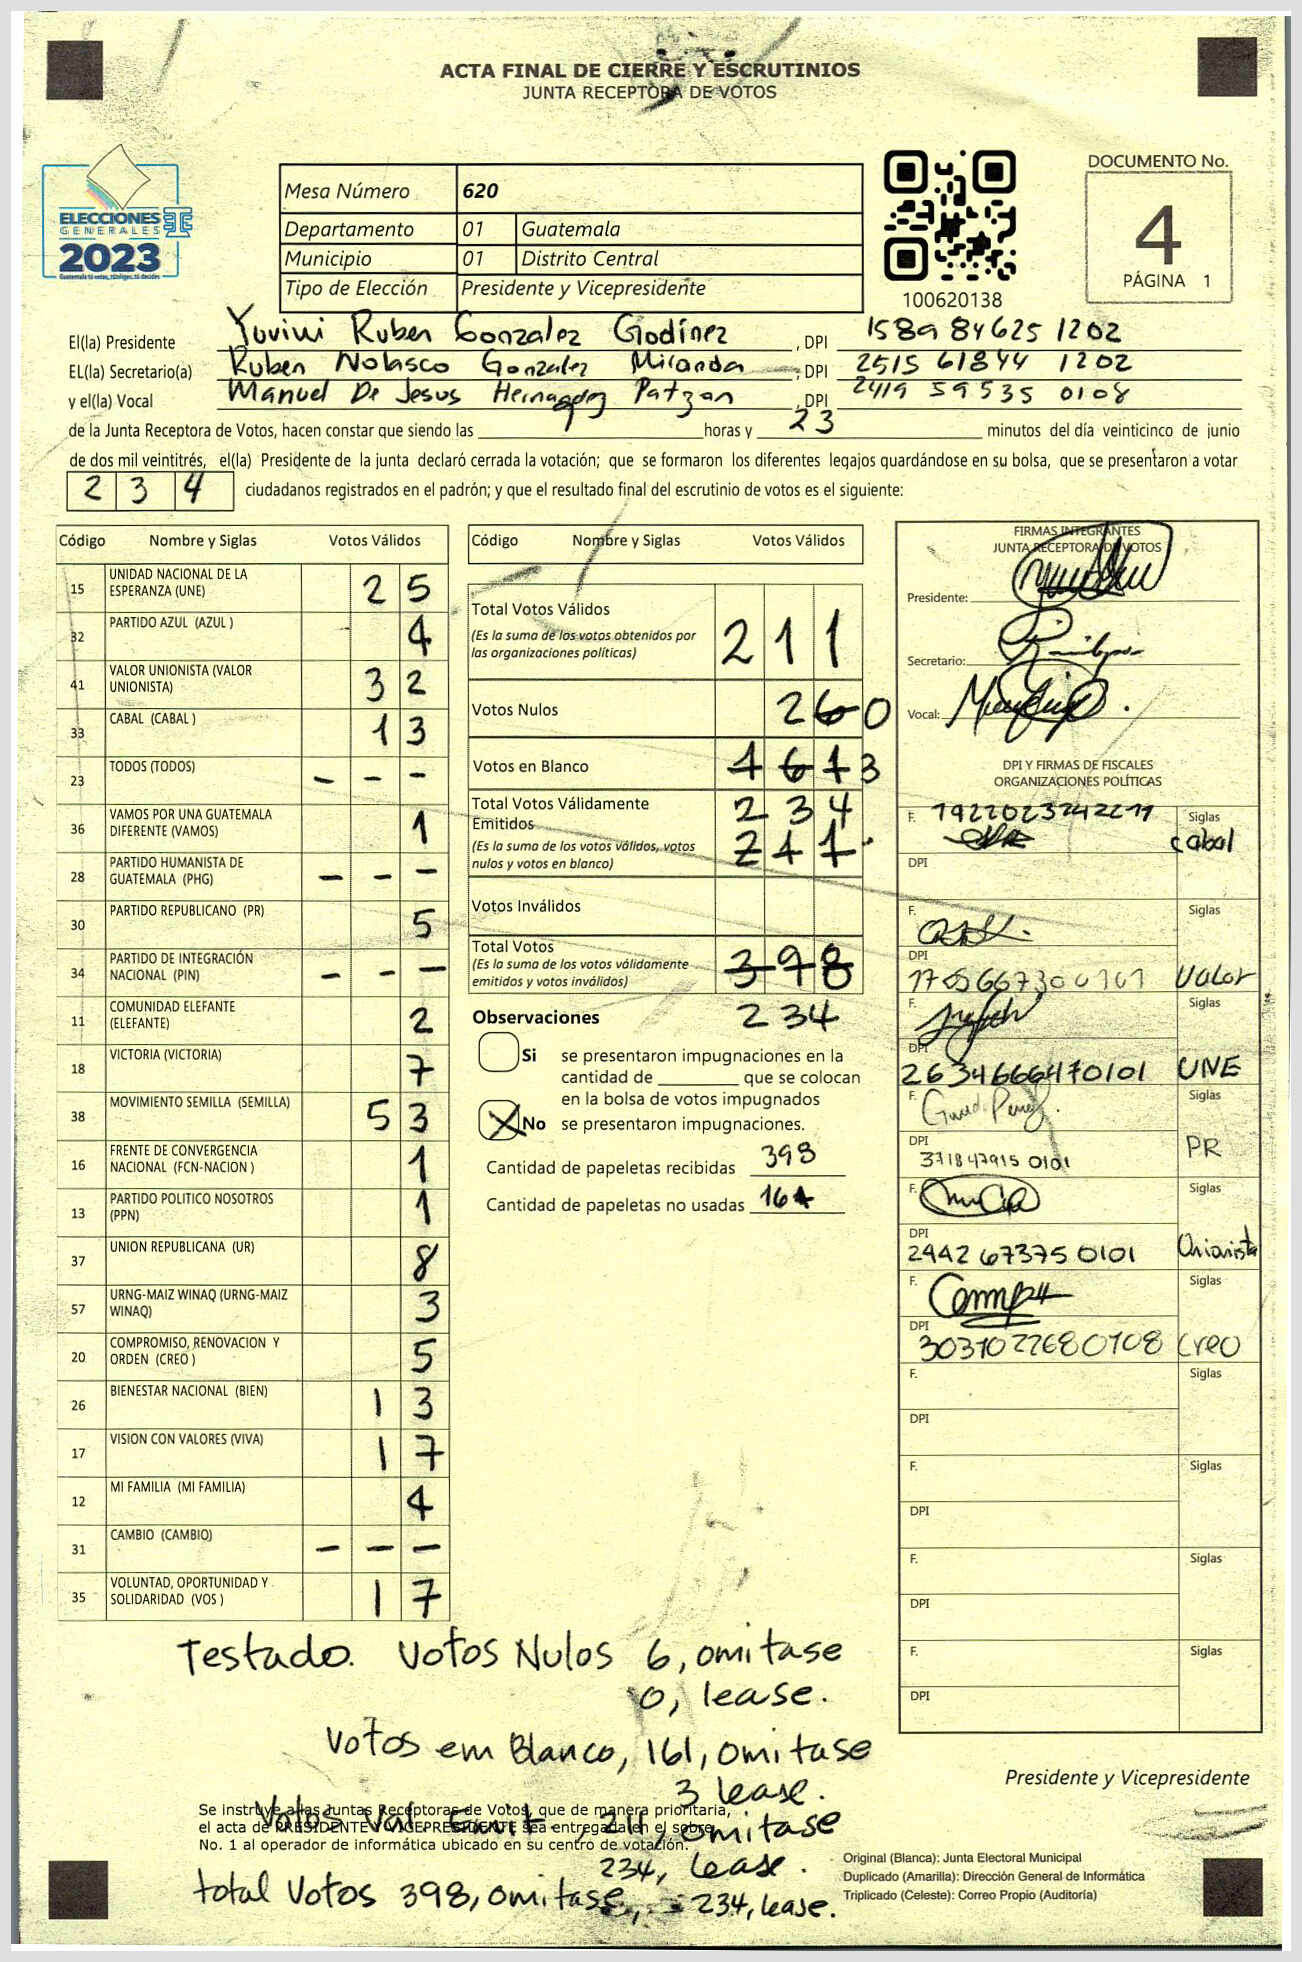 ACTA FINAL DE CIERRE Y ESCRUTINIOS
JUNTA RECEPTORA DE VOTOS
ELECCIONES
GENERALES
2023
Guatemala tú votas, tú eliges, tú decides
Mesa Número 620
Departamento 01 Guatemala
Municipio 01 Distrito Central
Tipo de Elección Presidente y Vicepresidente
100620138
DOCUMENTO No.
4
PÁGINA 1
El(la) Presidente Yuvini Ruben Gonzalez Godínez, DPI 1589 84625 1202
EL(la) Secretario(a) Ruben Nolasco Gonzalez Miranda, DPI 2515 61844 1202
y el(la) Vocal Manuel De Jesus Hernandez Patzan, DPI 2419 59535 0108
de la Junta Receptora de Votos, hacen constar que siendo las horas y 23 minutos del día veinticinco de junio
de dos mil veintitrés, el(la) Presidente de la junta declaró cerrada la votación; que se formaron los diferentes legajos guardándose en su bolsa, que se presentaron a votar
2 3 4 ciudadanos registrados en el padrón; y que el resultado final del escrutinio de votos es el siguiente:
Código Nombre y Siglas Votos Válidos
15 UNIDAD NACIONAL DE LA ESPERANZA (UNE) 2 5
32 PARTIDO AZUL (AZUL ) 4
41 VALOR UNIONISTA (VALOR UNIONISTA) 3 2
33 CABAL (CABAL ) 1 3
23 TODOS (TODOS) - - -
36 VAMOS POR UNA GUATEMALA DIFERENTE (VAMOS) 1
28 PARTIDO HUMANISTA DE GUATEMALA (PHG) - - -
30 PARTIDO REPUBLICANO (PR) 5
34 PARTIDO DE INTEGRACIÓN NACIONAL (PIN) - - -
11 COMUNIDAD ELEFANTE (ELEFANTE) 2
18 VICTORIA (VICTORIA) 7
38 MOVIMIENTO SEMILLA (SEMILLA) 5 3
16 FRENTE DE CONVERGENCIA NACIONAL (FCN-NACION ) 1
13 PARTIDO POLITICO NOSOTROS (PPN) 1
37 UNION REPUBLICANA (UR) 8
57 URNG-MAIZ WINAQ (URNG-MAIZ WINAQ) 3
20 COMPROMISO, RENOVACION Y ORDEN (CREO ) 5
26 BIENESTAR NACIONAL (BIEN) 1 3
17 VISION CON VALORES (VIVA) 1 7
12 MI FAMILIA (MI FAMILIA) 4
31 CAMBIO (CAMBIO) - - -
35 VOLUNTAD, OPORTUNIDAD Y SOLIDARIDAD (VOS ) 1 7
Código Nombre y Siglas Votos Válidos
Total Votos Válidos 2 1 1
(Es la suma de los votos obtenidos por
las organizaciones políticas)
Votos Nulos 2 6 0
Votos en Blanco 1 6 1 3
Total Votos Válidamente 2 3 4
Emitidos
(Es la suma de los votos válidos, votos 2 1 1
nulos y votos en blanco)
Votos Inválidos
Total Votos
(Es la suma de los votos válidamente 3 9 8
emitidos y votos inválidos)
2 3 4
Observaciones
Si se presentaron impugnaciones en la
cantidad de ________ que se colocan
en la bolsa de votos impugnados
X No se presentaron impugnaciones.
Cantidad de papeletas recibidas 398
Cantidad de papeletas no usadas 164
FIRMAS INTEGRANTES
JUNTA RECEPTORA DE VOTOS
Presidente:
Secretario:
Vocal:
DPI Y FIRMAS DE FISCALES
ORGANIZACIONES POLÍTICAS
F. Siglas
Cabal
DPI
F. Siglas
DPI
Valor
F. Siglas
DPI
2634666470101 UNE
F. Siglas
DPI
371847915 0101 PR
F. Siglas
DPI
2442 67375 0101 Unionista
F. Siglas
DPI
Creo
F. Siglas
DPI
F. Siglas
DPI
F. Siglas
DPI
F. Siglas
DPI
Testado. Votos Nulos 6, omitase
0, lease.
Votos em Blanco, 161, omitase
3 lease.
Votos Val. Emit., 211, omitase
234, lease.
total Votos 398, omitase, 234, lease.
Se instruye a las Juntas Receptoras de Votos, que de manera prioritaria,
el acta de PRESIDENTE Y VICEPRESIDENTE sea entregada en el sobre
No. 1 al operador de informática ubicado en su centro de votación.
Presidente y Vicepresidente
Original (Blanca): Junta Electoral Municipal
Duplicado (Amarilla): Dirección General de Informática
Triplicado (Celeste): Correo Propio (Auditoría)